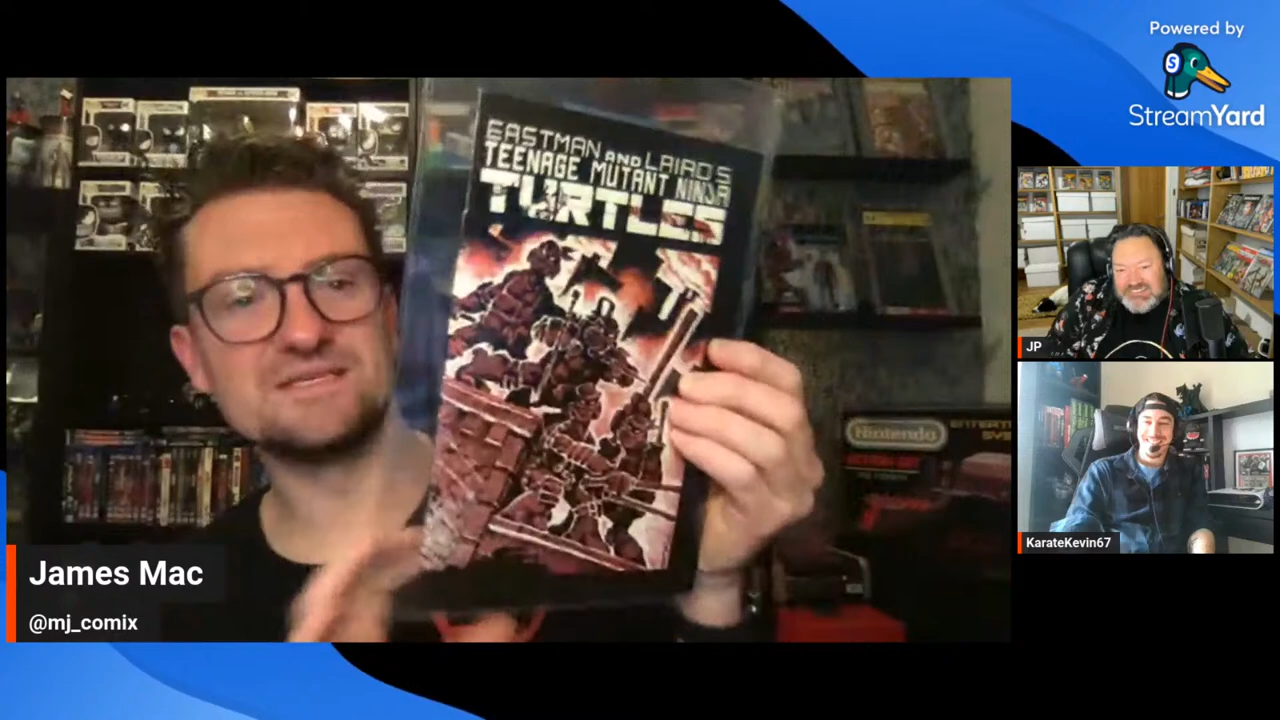 Powered by
S
StreamYard
EASTMAN AND LAIRD'S
TEENAGE MUTANT NINJA
TURTLES
Nintendo
JP
KarateKevin67
James Mac
@mj_comix